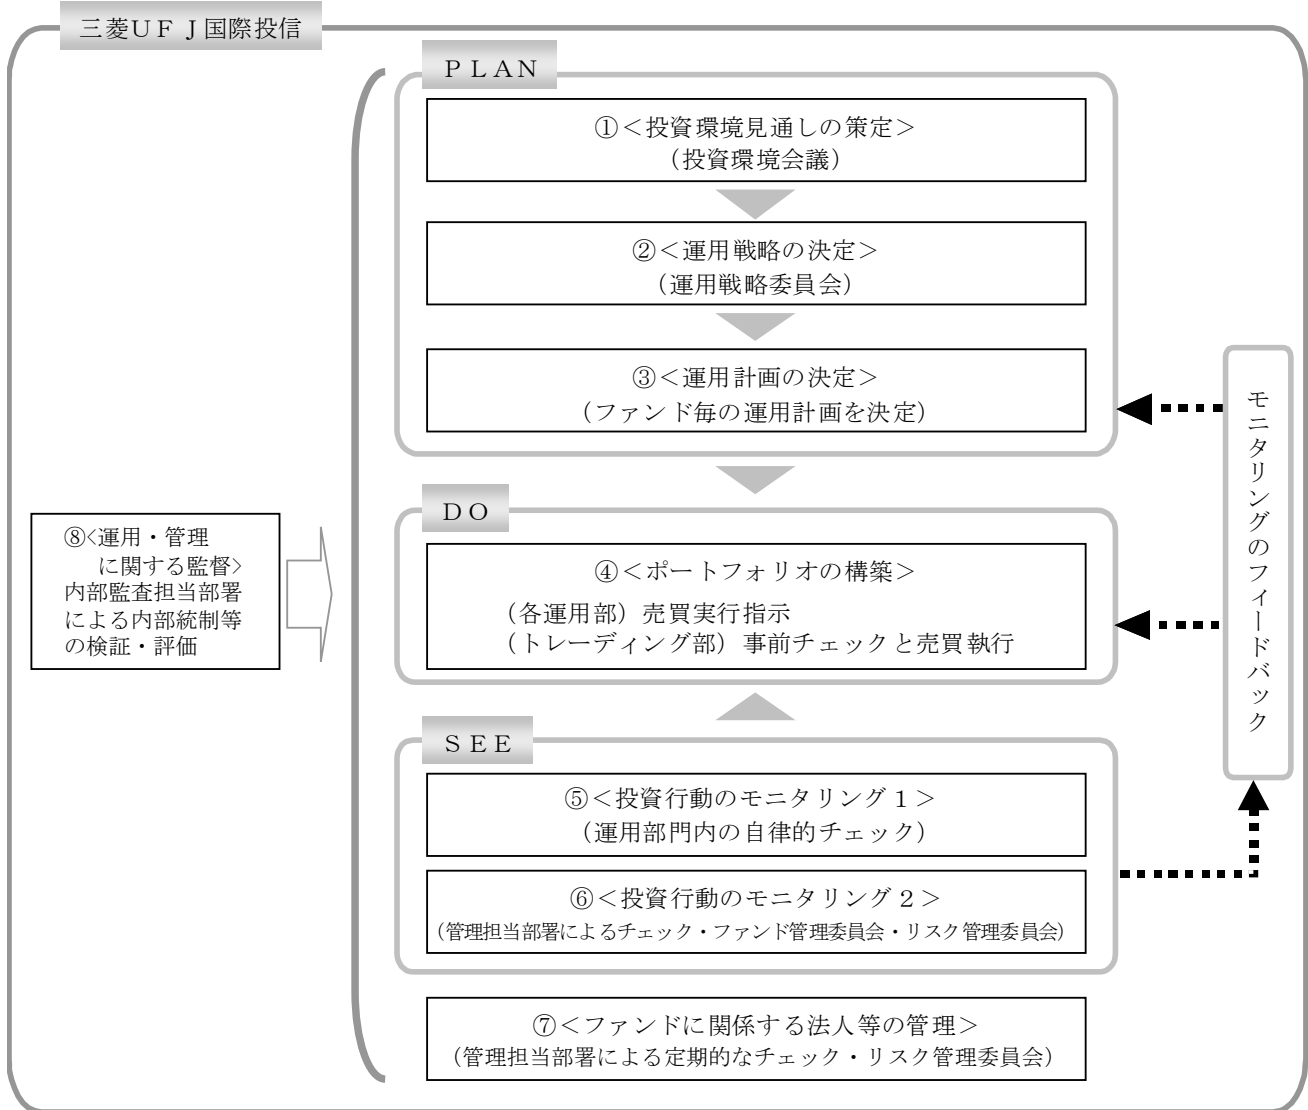 三菱ＵＦＪ国際投信
ＰＬＡＮ
①＜投資環境見通しの策定＞
（投資環境会議）
②＜運用戦略の決定＞
（運用戦略委員会）
③＜運用計画の決定＞
（ファンド毎の運用計画を決定）
ＤＯ
④＜ポートフォリオの構築＞
（各運用部）売買実行指示
（トレーディング部）事前チェックと売買執行
ＳＥＥ
⑤＜投資行動のモニタリング１＞
（運用部門内の自律的チェック）
⑥＜投資行動のモニタリング２＞
（管理担当部署によるチェック・ファンド管理委員会・リスク管理委員会）
⑦＜ファンドに関係する法人等の管理＞
（管理担当部署による定期的なチェック・リスク管理委員会）
⑧<運用・管理
に関する監督>
内部監査担当部署
による内部統制等
の検証・評価
モニタリングのフィードバック